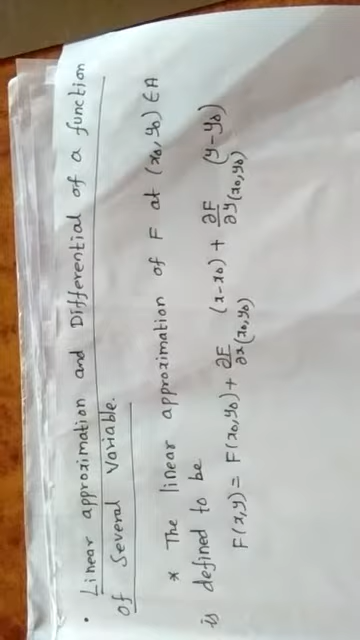 • Linear approximation and Differential of a function
of Several Variable.
* The linear approximation of F at (x₀, y₀) ∈ A
is defined to be
F(x,y) = F(x₀,y₀) + ∂F/∂x (x₀,y₀) (x-x₀) + ∂F/∂y (x₀,y₀) (y-y₀)